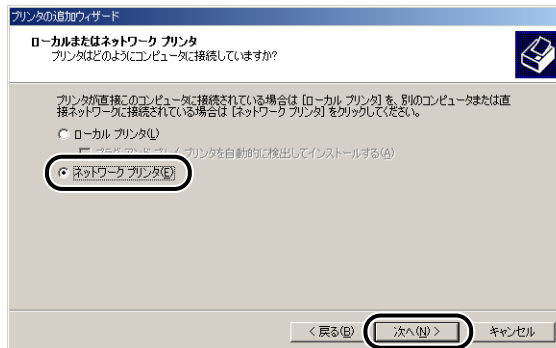 プリンタの追加ウィザード
ローカルまたはネットワーク プリンタ
プリンタはどのようにコンピュータに接続していますか?
プリンタが直接このコンピュータに接続されている場合は [ローカル プリンタ] を、別のコンピュータまたは直
接ネットワークに接続されている場合は [ネットワーク プリンタ] をクリックしてください。
ローカル プリンタ(L)
プラグ アンド プレイ プリンタを自動的に検出してインストールする(A)
ネットワーク プリンタ(E)
< 戻る(B)
次へ(N) >
キャンセル